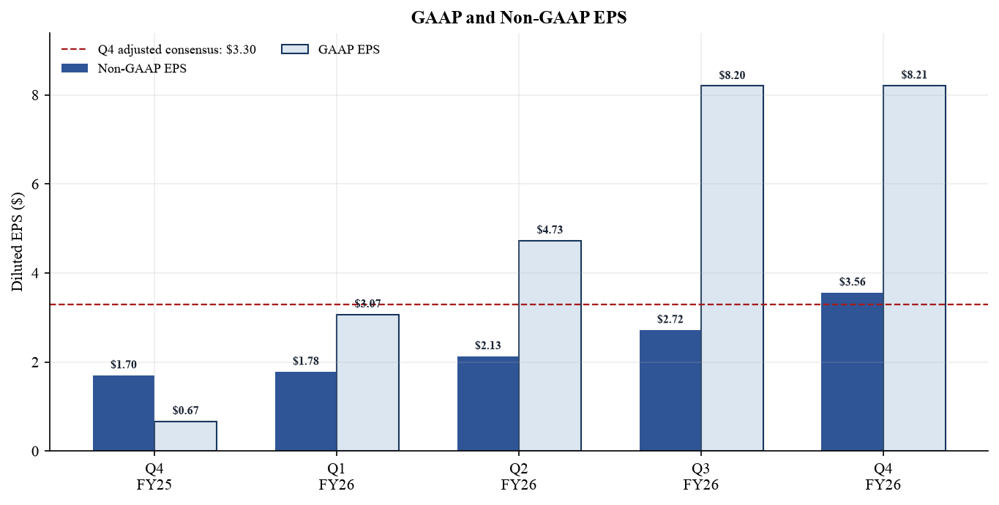 GAAP and Non-GAAP EPS
Q4 adjusted consensus: $3.30
Non-GAAP EPS
GAAP EPS
Diluted EPS ($)
8
6
4
2
0
$1.70
$0.67
$1.78
$3.07
$2.13
$4.73
$2.72
$8.20
$3.56
$8.21
Q4
FY25
Q1
FY26
Q2
FY26
Q3
FY26
Q4
FY26